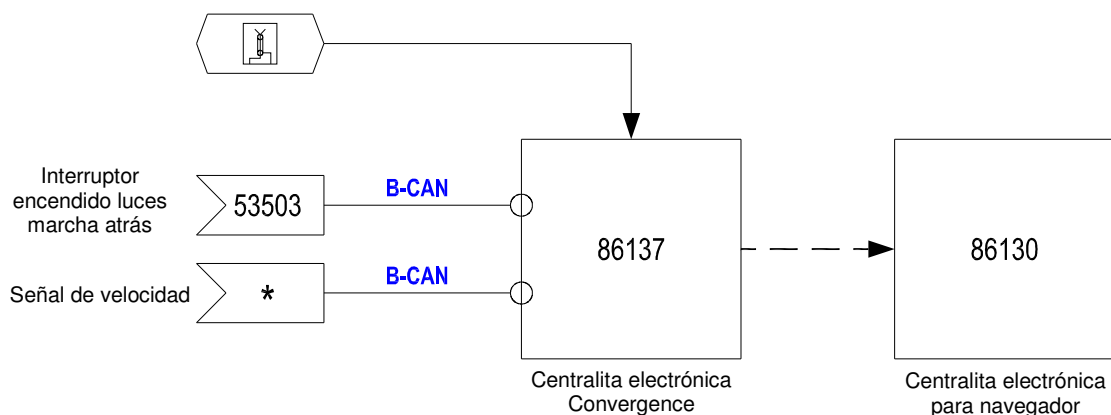 Interruptor
encendido luces
marcha atrás
53503
B-CAN
Señal de velocidad
*
B-CAN
86137
86130
Centralita electrónica
Convergence
Centralita electrónica
para navegador